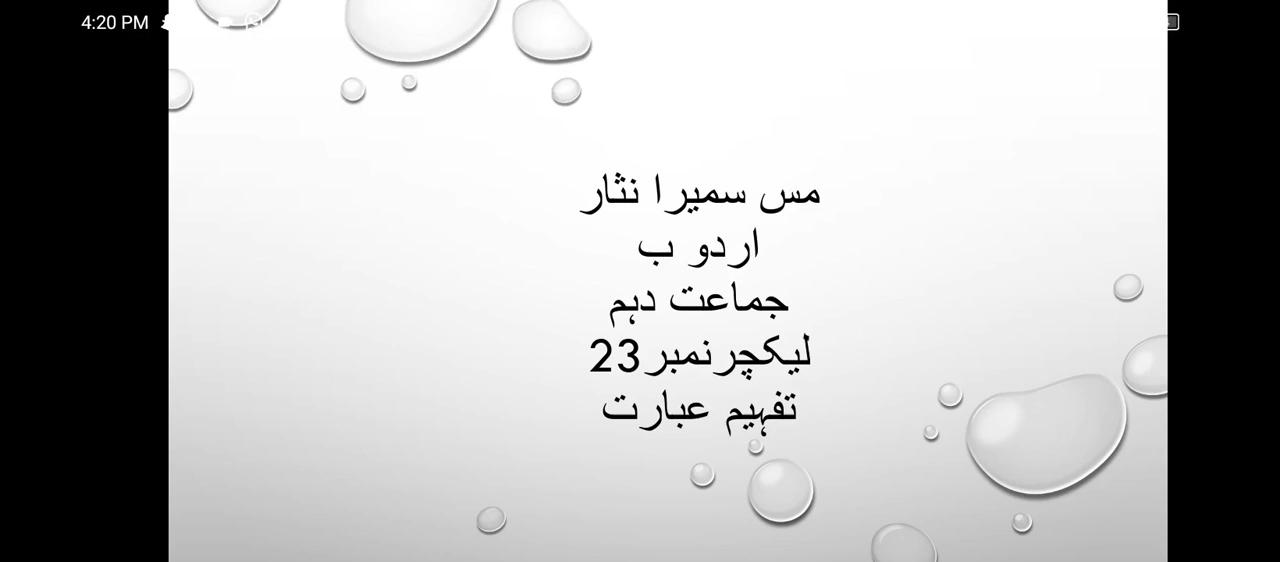 4:20 PM
مس سمیرا نثار
اردو ب
جماعت دہم
لیکچرنمبر23
تفہیم عبارت